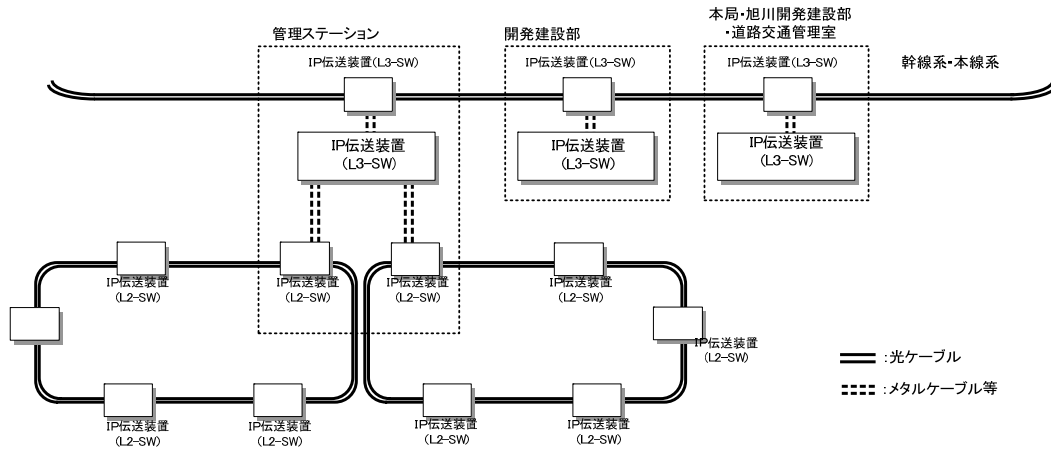 本局・旭川開発建設部
・道路交通管理室
管理ステーション
開発建設部
IP伝送装置(L3-SW)
IP伝送装置(L3-SW)
IP伝送装置(L3-SW)
幹線系・本線系
IP伝送装置
(L3-SW)
IP伝送装置
(L3-SW)
IP伝送装置
(L3-SW)
IP伝送装置
(L2-SW)
IP伝送装置
(L2-SW)
IP伝送装置
(L2-SW)
IP伝送装置
(L2-SW)
IP伝送装置
(L2-SW)
:光ケーブル
:メタルケーブル等
IP伝送装置
(L2-SW)
IP伝送装置
(L2-SW)
IP伝送装置
(L2-SW)
IP伝送装置
(L2-SW)